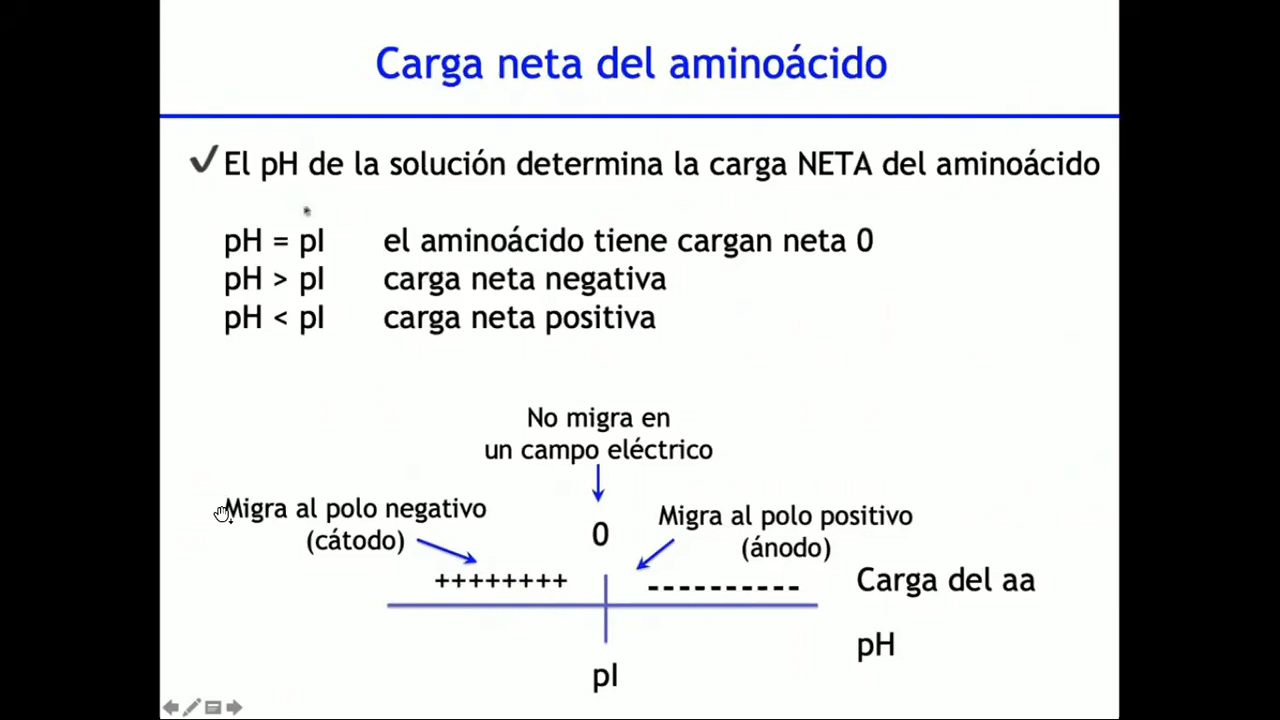 Carga neta del aminoácido
✓El pH de la solución determina la carga NETA del aminoácido
pH = pI el aminoácido tiene cargan neta 0
pH > pI carga neta negativa
pH < pI carga neta positiva
No migra en
un campo eléctrico
Migra al polo negativo
(cátodo)
0
Migra al polo positivo
(ánodo)
++++++++
----------
Carga del aa
pH
pI